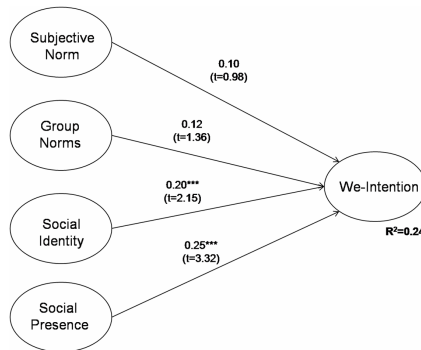 Subjective
Norm
0.10
(t=0.98)
Group
Norms
0.12
(t=1.36)
We-Intention
0.20***
(t=2.15)
Social
Identity
R²=0.24
0.25***
(t=3.32)
Social
Presence